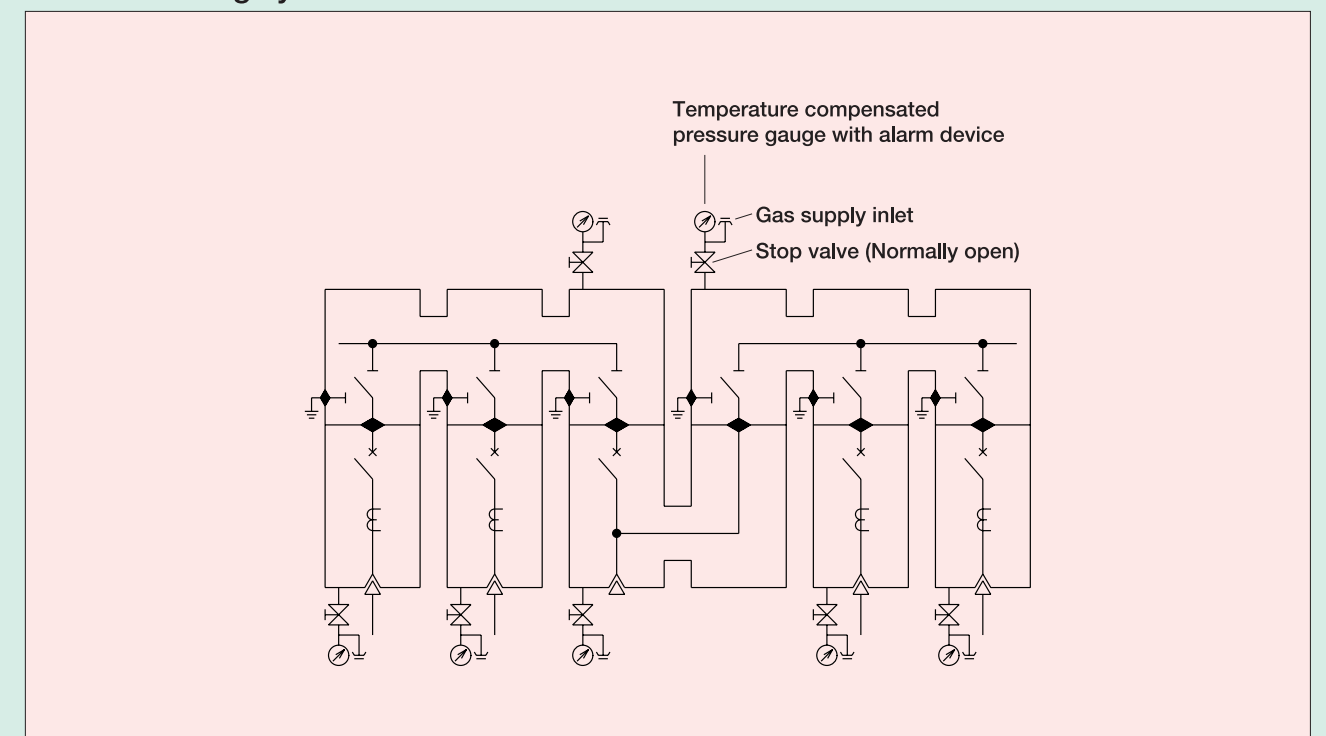 Temperature compensated
pressure gauge with alarm device
Gas supply inlet
Stop valve (Normally open)